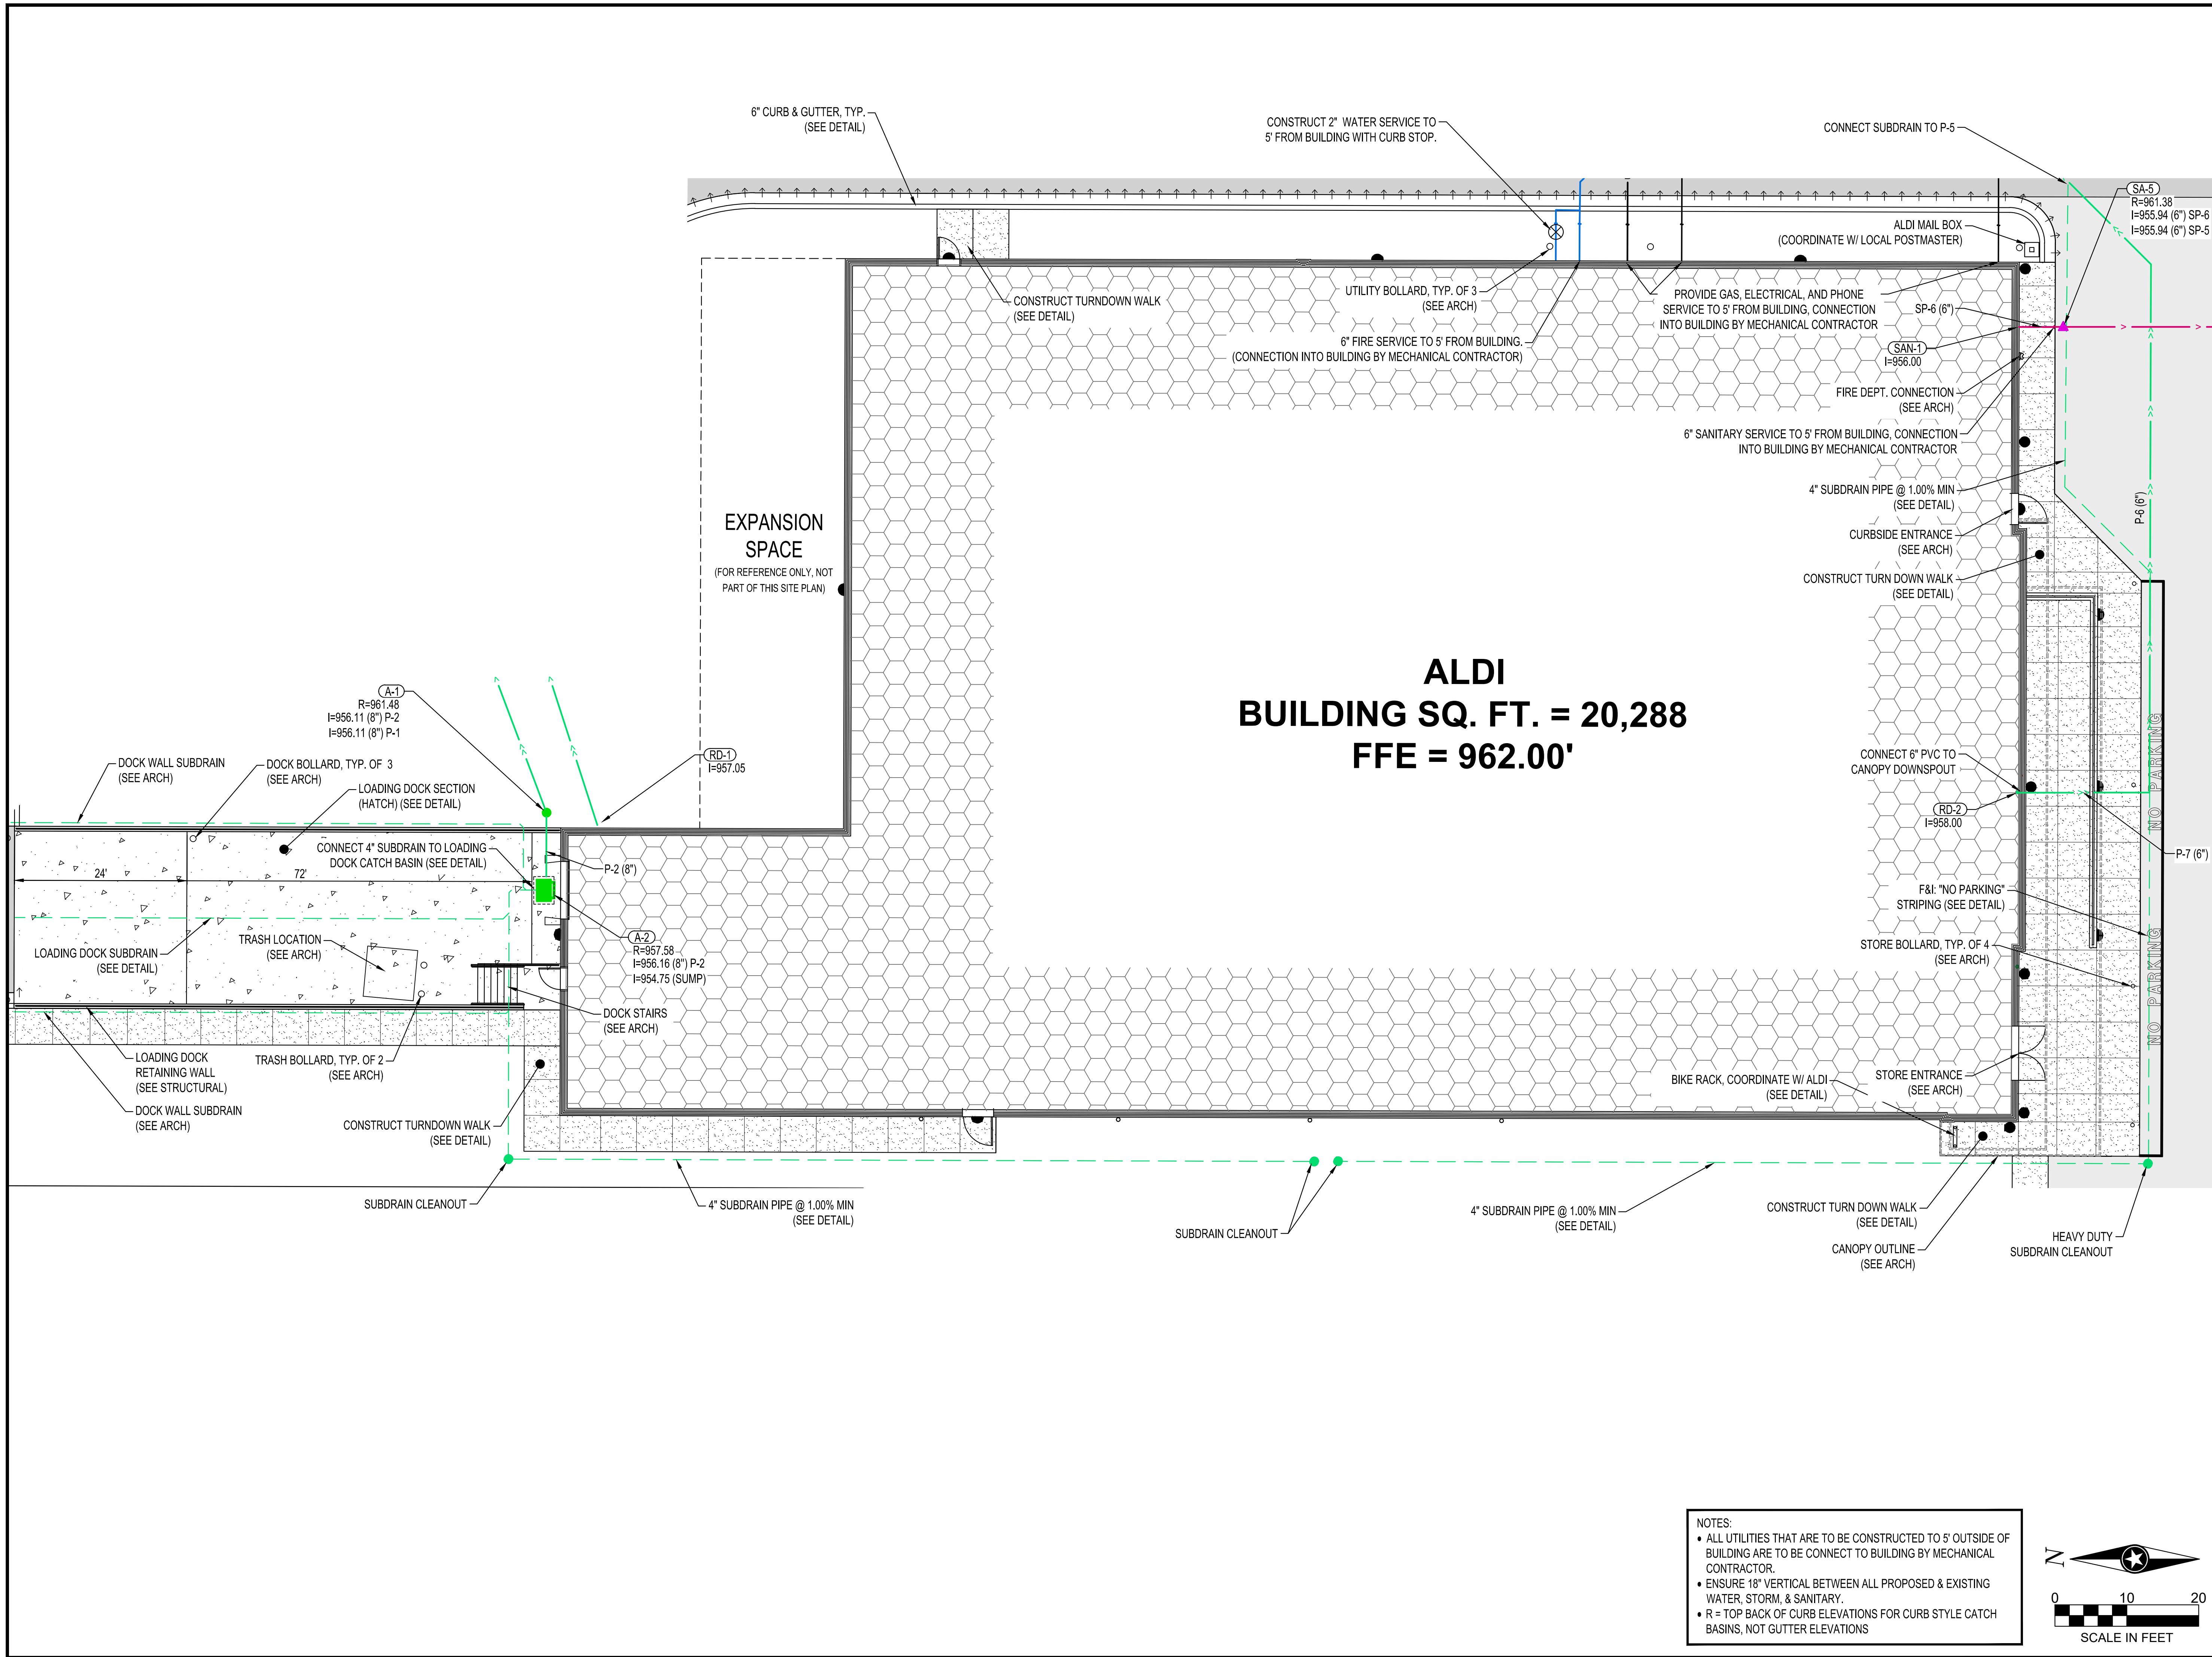 6" CURB & GUTTER, TYP.
(SEE DETAIL)
CONSTRUCT 2" WATER SERVICE TO
5' FROM BUILDING WITH CURB STOP.
CONNECT SUBDRAIN TO P-5
SA-5
R=961.38
I=955.94 (6") SP-6
I=955.94 (6") SP-5
ALDI MAIL BOX
(COORDINATE W/ LOCAL POSTMASTER)
CONSTRUCT TURNDOWN WALK
(SEE DETAIL)
UTILITY BOLLARD, TYP. OF 3
(SEE ARCH)
PROVIDE GAS, ELECTRICAL, AND PHONE
SERVICE TO 5' FROM BUILDING, CONNECTION
INTO BUILDING BY MECHANICAL CONTRACTOR
SP-6 (6")
6" FIRE SERVICE TO 5' FROM BUILDING.
(CONNECTION INTO BUILDING BY MECHANICAL CONTRACTOR)
SAN-1
I=956.00
FIRE DEPT. CONNECTION
(SEE ARCH)
6" SANITARY SERVICE TO 5' FROM BUILDING, CONNECTION
INTO BUILDING BY MECHANICAL CONTRACTOR
4" SUBDRAIN PIPE @ 1.00% MIN
(SEE DETAIL)
P-6 (6")
CURBSIDE ENTRANCE
(SEE ARCH)
CONSTRUCT TURN DOWN WALK
(SEE DETAIL)
EXPANSION
SPACE
(FOR REFERENCE ONLY, NOT
PART OF THIS SITE PLAN)
ALDI
BUILDING SQ. FT. = 20,288
FFE = 962.00'
A-1
R=961.48
I=956.11 (8") P-2
I=956.11 (8") P-1
RD-1
I=957.05
DOCK WALL SUBDRAIN
(SEE ARCH)
DOCK BOLLARD, TYP. OF 3
(SEE ARCH)
LOADING DOCK SECTION
(HATCH) (SEE DETAIL)
CONNECT 4" SUBDRAIN TO LOADING
DOCK CATCH BASIN (SEE DETAIL)
P-2 (8")
24'
72'
CONNECT 6" PVC TO
CANOPY DOWNSPOUT
RD-2
I=958.00
NO PARKING
P-7 (6")
F&I: "NO PARKING"
STRIPING (SEE DETAIL)
NO PARKING
LOADING DOCK SUBDRAIN
(SEE DETAIL)
TRASH LOCATION
(SEE ARCH)
A-2
R=957.58
I=956.16 (8") P-2
I=954.75 (SUMP)
STORE BOLLARD, TYP. OF 4
(SEE ARCH)
DOCK STAIRS
(SEE ARCH)
LOADING DOCK
RETAINING WALL
(SEE STRUCTURAL)
TRASH BOLLARD, TYP. OF 2
(SEE ARCH)
DOCK WALL SUBDRAIN
(SEE ARCH)
CONSTRUCT TURNDOWN WALK
(SEE DETAIL)
BIKE RACK, COORDINATE W/ ALDI
(SEE DETAIL)
STORE ENTRANCE
(SEE ARCH)
SUBDRAIN CLEANOUT
4" SUBDRAIN PIPE @ 1.00% MIN
(SEE DETAIL)
SUBDRAIN CLEANOUT
4" SUBDRAIN PIPE @ 1.00% MIN
(SEE DETAIL)
CONSTRUCT TURN DOWN WALK
(SEE DETAIL)
CANOPY OUTLINE
(SEE ARCH)
HEAVY DUTY
SUBDRAIN CLEANOUT
NOTES:
• ALL UTILITIES THAT ARE TO BE CONSTRUCTED TO 5' OUTSIDE OF
BUILDING ARE TO BE CONNECT TO BUILDING BY MECHANICAL
CONTRACTOR.
• ENSURE 18" VERTICAL BETWEEN ALL PROPOSED & EXISTING
WATER, STORM, & SANITARY.
• R = TOP BACK OF CURB ELEVATIONS FOR CURB STYLE CATCH
BASINS, NOT GUTTER ELEVATIONS
N
0 10 20
SCALE IN FEET